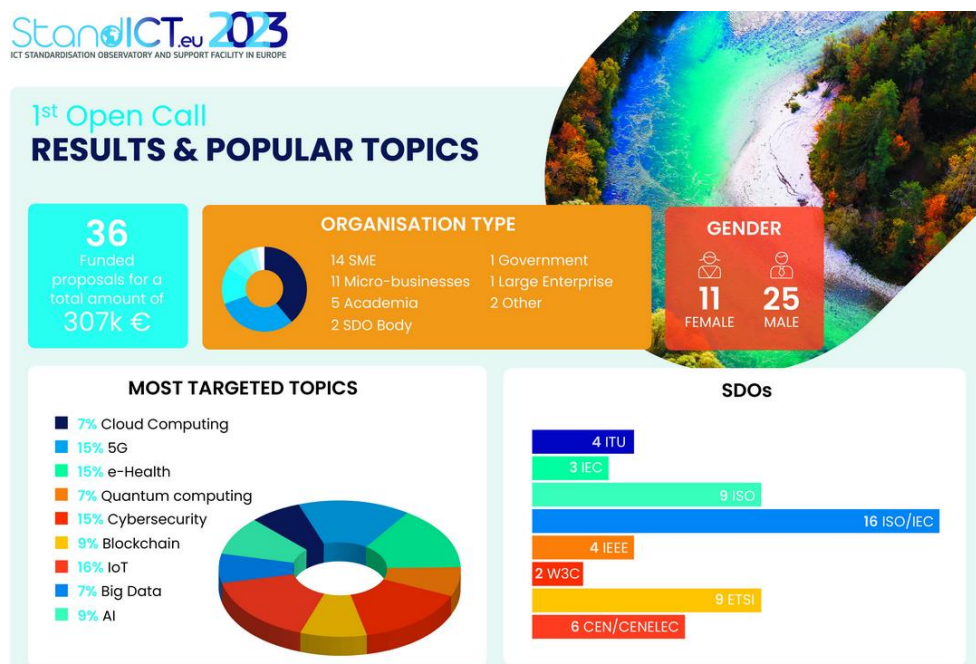 StandICT.eu 2023
ICT STANDARDISATION OBSERVATORY AND SUPPORT FACILITY IN EUROPE
1st Open Call
RESULTS & POPULAR TOPICS
36
Funded
proposals for a
total amount of
307k €
ORGANISATION TYPE
14 SME
11 Micro-businesses
5 Academia
2 SDO Body
1 Government
1 Large Enterprise
2 Other
GENDER
11
FEMALE
25
MALE
MOST TARGETED TOPICS
7% Cloud Computing
15% 5G
15% e-Health
7% Quantum computing
15% Cybersecurity
9% Blockchain
16% IoT
7% Big Data
9% AI
SDOs
4 ITU
3 IEC
9 ISO
16 ISO/IEC
4 IEEE
2 W3C
9 ETSI
6 CEN/CENELEC